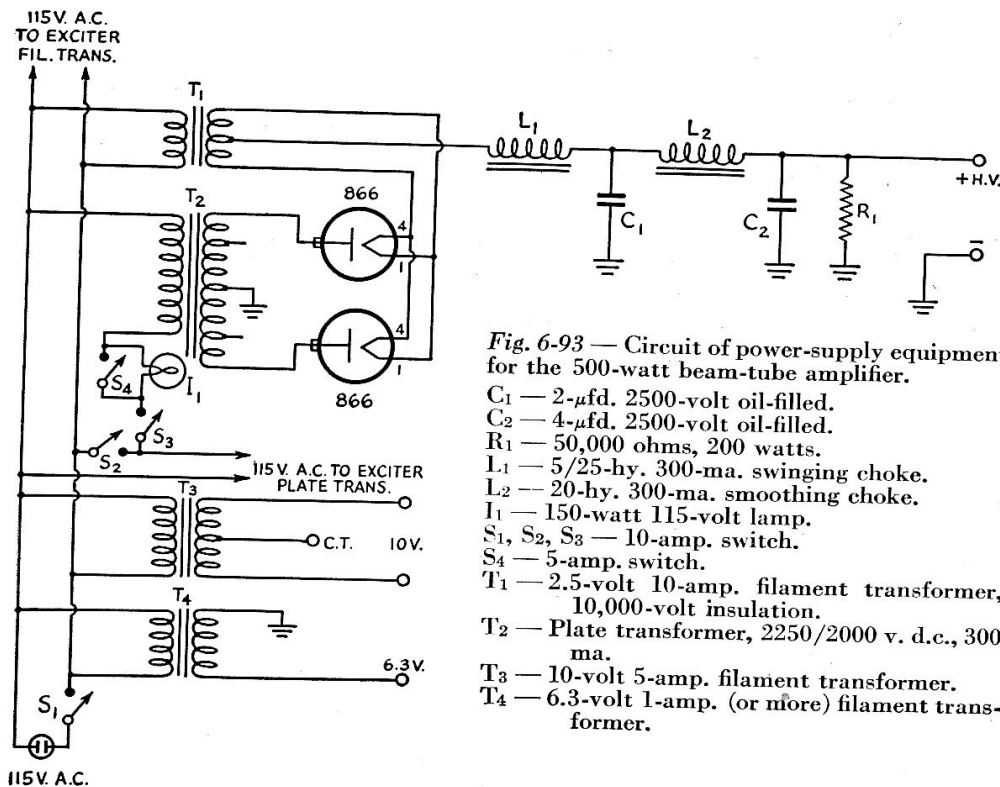 115V. A.C.
TO EXCITER
FIL. TRANS.
T1
L1
L2
+H.V.
C1
C2
R1
–
866
T2
4
1
4
1
866
S4
I1
S3
S2
115V. A.C. TO EXCITER
PLATE TRANS.
T3
C.T.
10V.
T4
6.3V.
S1
115V. A.C.
Fig. 6-93 — Circuit of power-supply equipmen
for the 500-watt beam-tube amplifier.
C1 — 2-μfd. 2500-volt oil-filled.
C2 — 4-μfd. 2500-volt oil-filled.
R1 — 50,000 ohms, 200 watts.
L1 — 5/25-hy. 300-ma. swinging choke.
L2 — 20-hy. 300-ma. smoothing choke.
I1 — 150-watt 115-volt lamp.
S1, S2, S3 — 10-amp. switch.
S4 — 5-amp. switch.
T1 — 2.5-volt 10-amp. filament transformer,
10,000-volt insulation.
T2 — Plate transformer, 2250/2000 v. d.c., 300
ma.
T3 — 10-volt 5-amp. filament transformer.
T4 — 6.3-volt 1-amp. (or more) filament trans-
former.